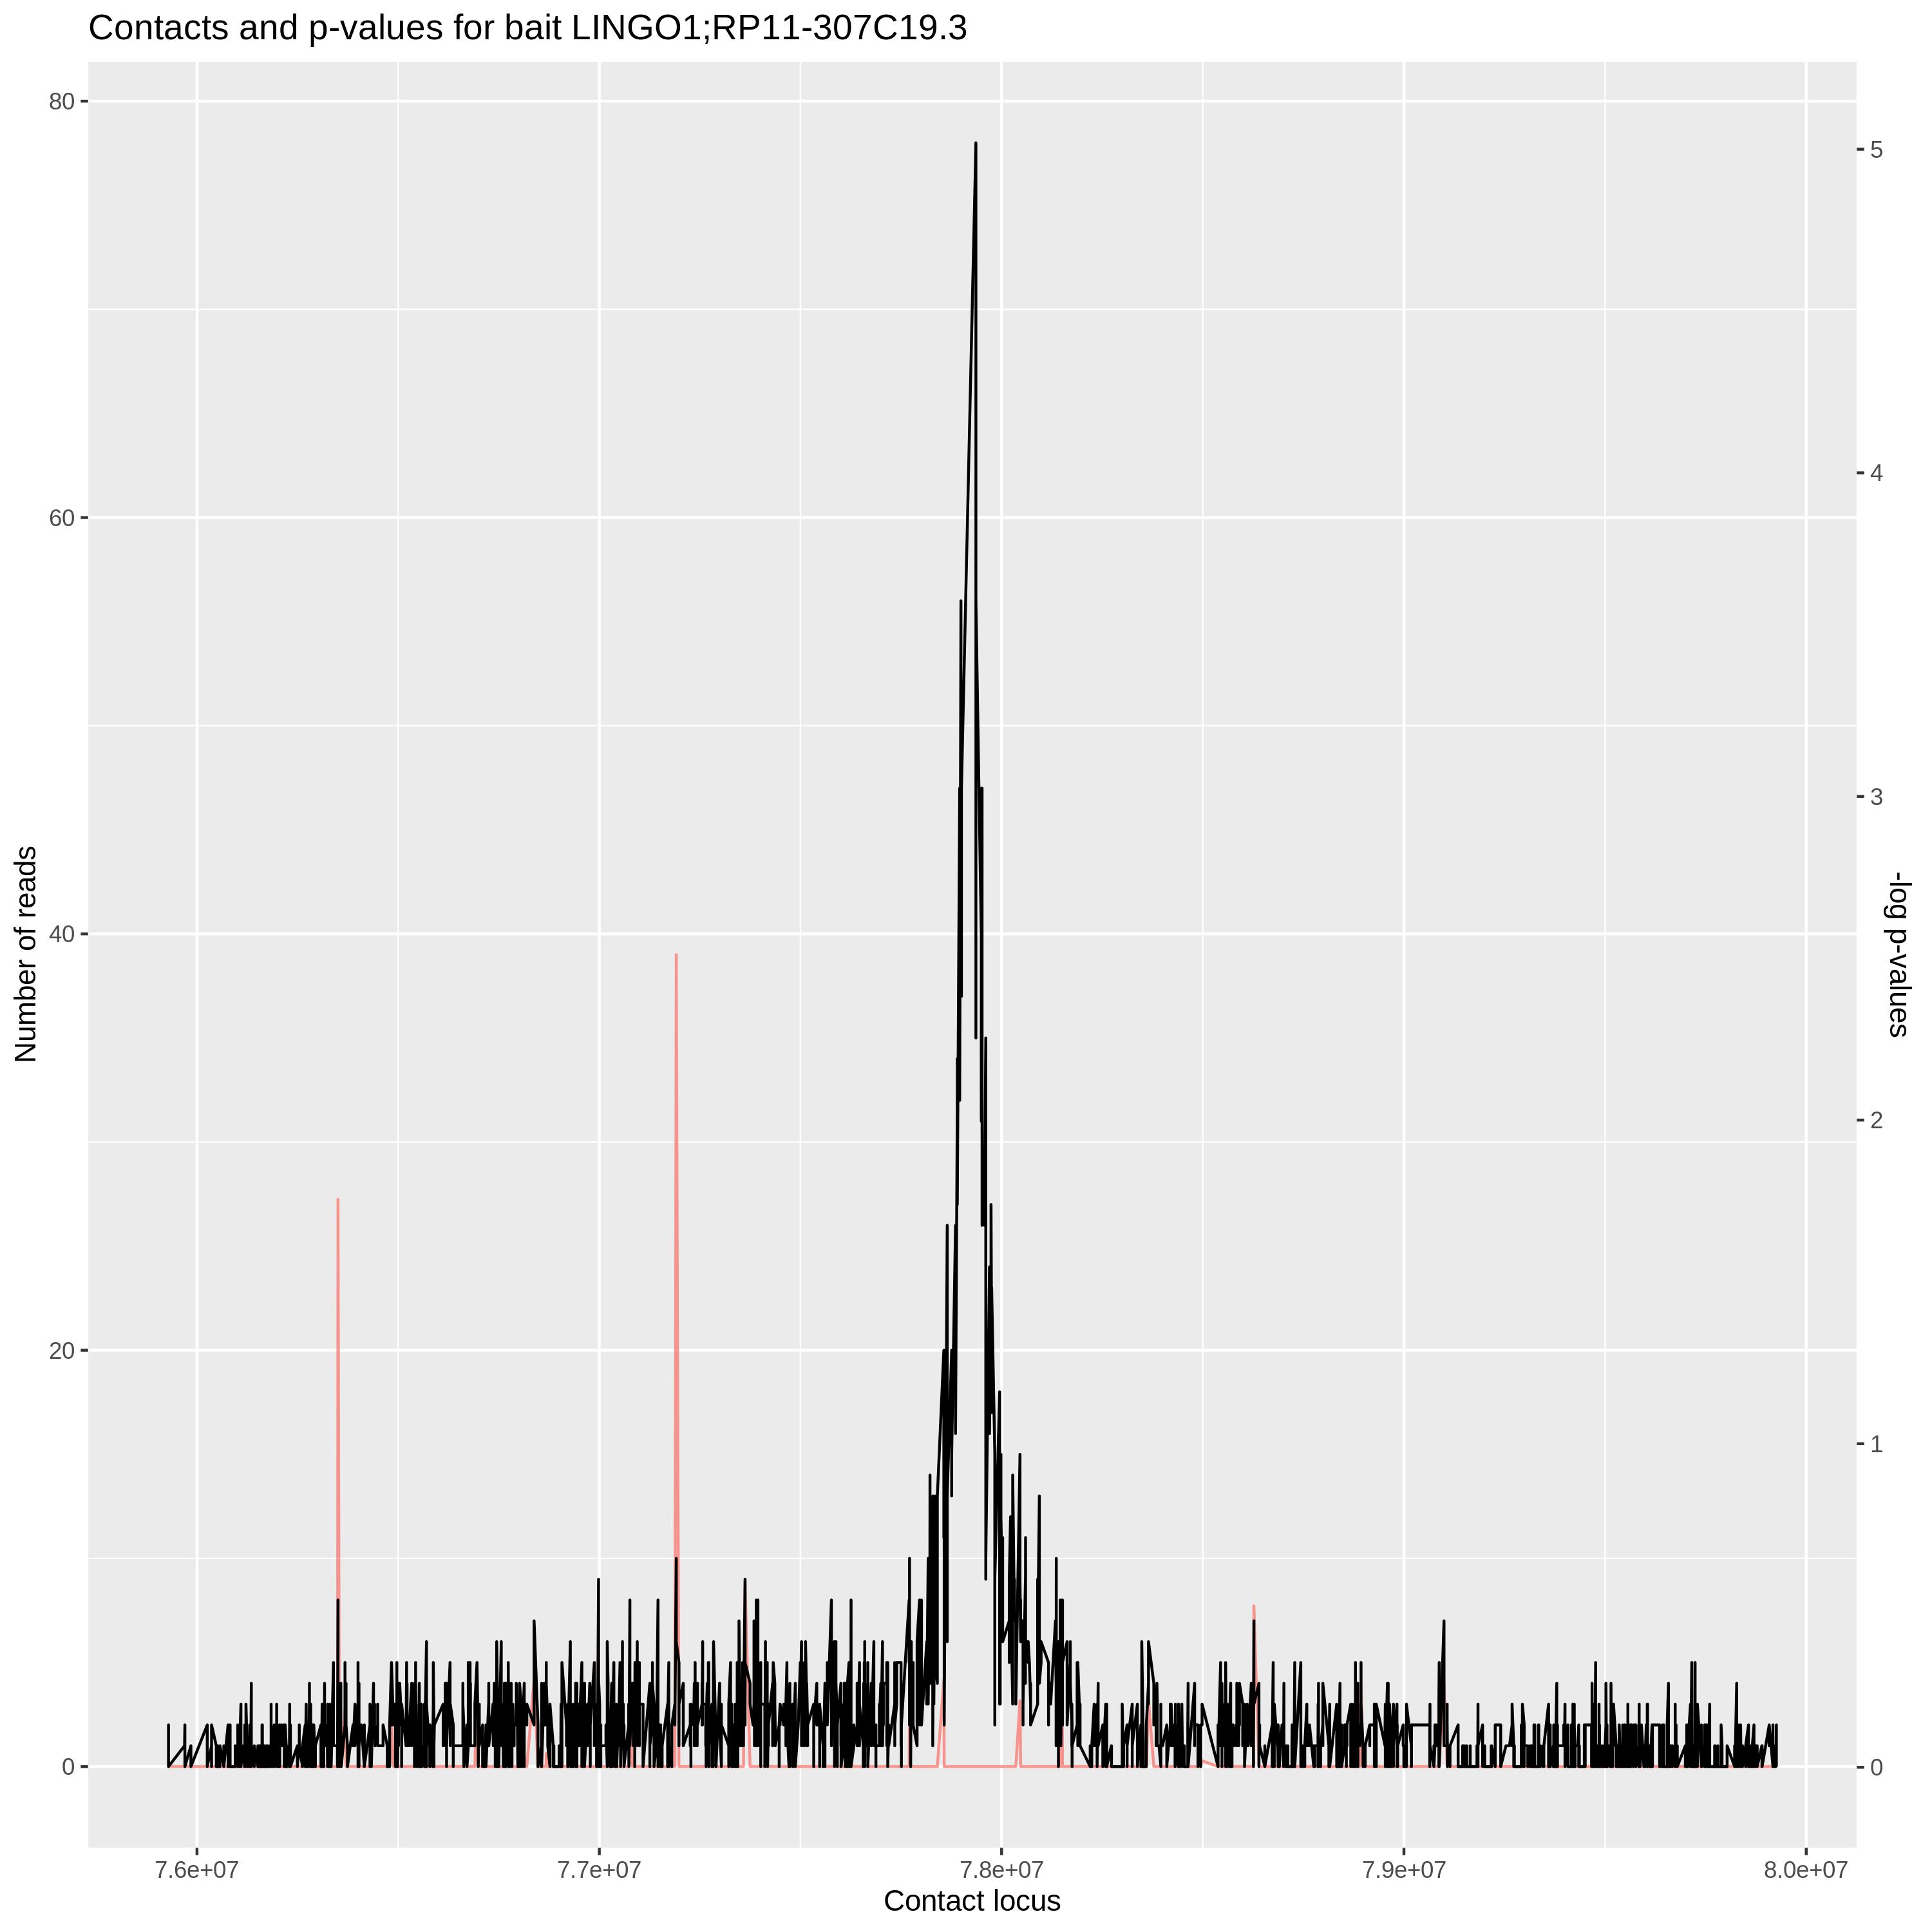 Contacts and p-values for bait LINGO1;RP11-307C19.3
80
60
40
20
0
Number of reads
5
4
3
2
1
0
-log p-values
7.6e+07 7.7e+07 7.8e+07 7.9e+07 8.0e+07
Contact locus